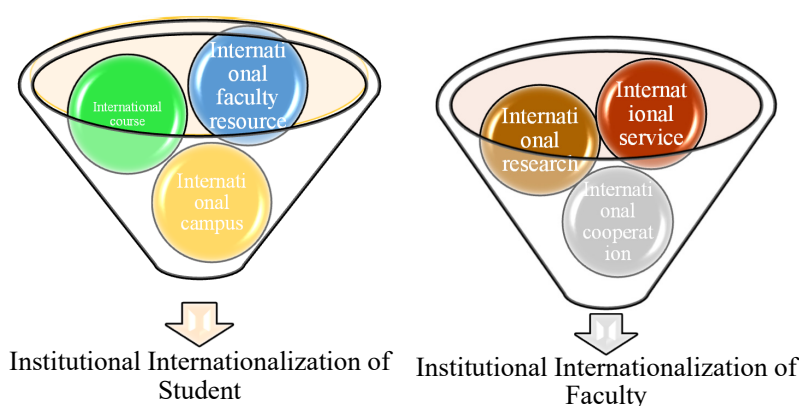 International
course
Internati
onal
faculty
resource
Internati
onal
campus
Institutional Internationalization of
Student
Internati
onal
research
Internat
ional
service
Internati
onal
cooperat
ion
Institutional Internationalization of
Faculty